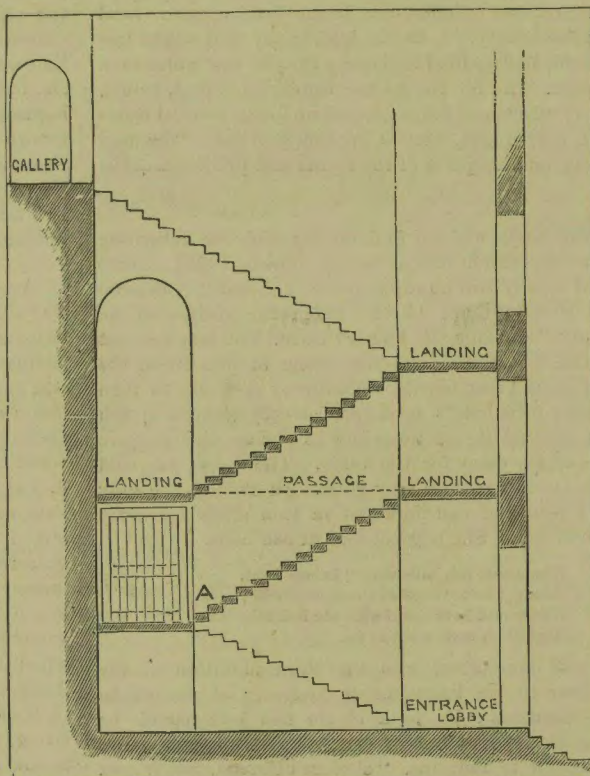 GALLERY
LANDING
LANDING
PASSAGE
LANDING
A
ENTRANCE
LOBBY